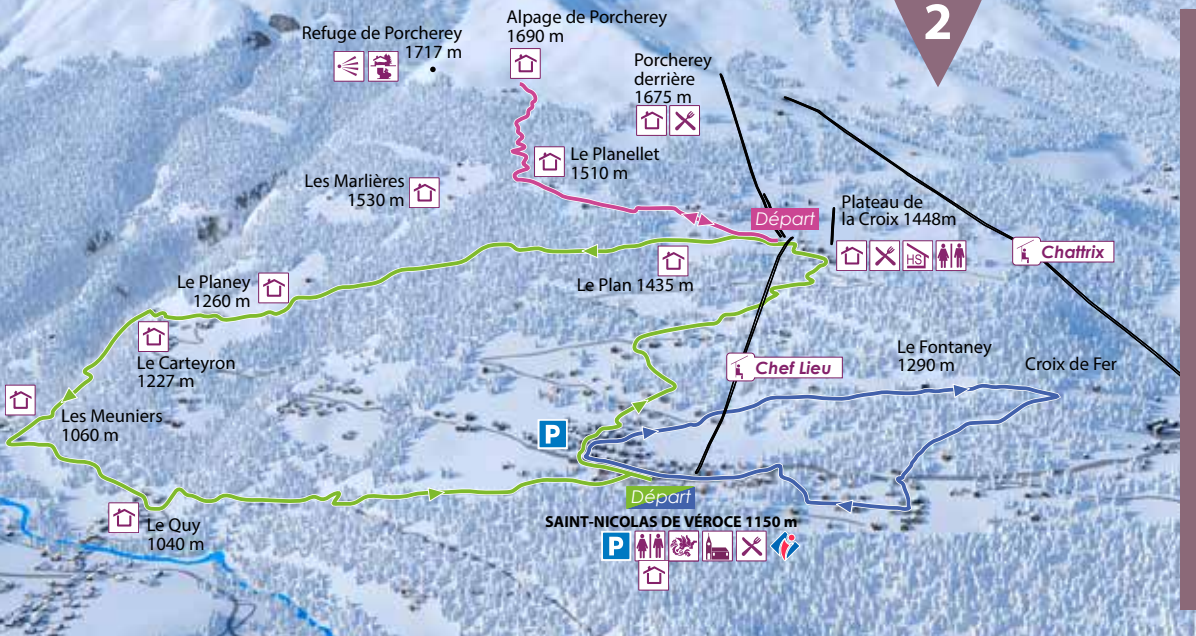 2
Alpage de Porcherey
1690 m
Refuge de Porcherey
1717 m
Porcherey
derrière
1675 m
Le Planellet
1510 m
Les Marlières
1530 m
Départ
Plateau de
la Croix 1448m
HS
Chattrix
Le Plan 1435 m
Le Planey
1260 m
Le Carteyron
1227 m
Chef Lieu
Le Fontaney
1290 m
Croix de Fer
Les Meuniers
1060 m
P
Départ
SAINT-NICOLAS DE VÉROCE 1150 m
P
Le Quy
1040 m